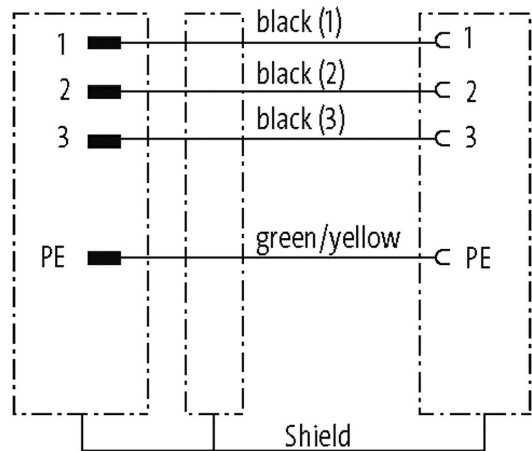 1 black (1) 1
2 black (2) 2
3 black (3) 3
PE green/yellow PE
Shield